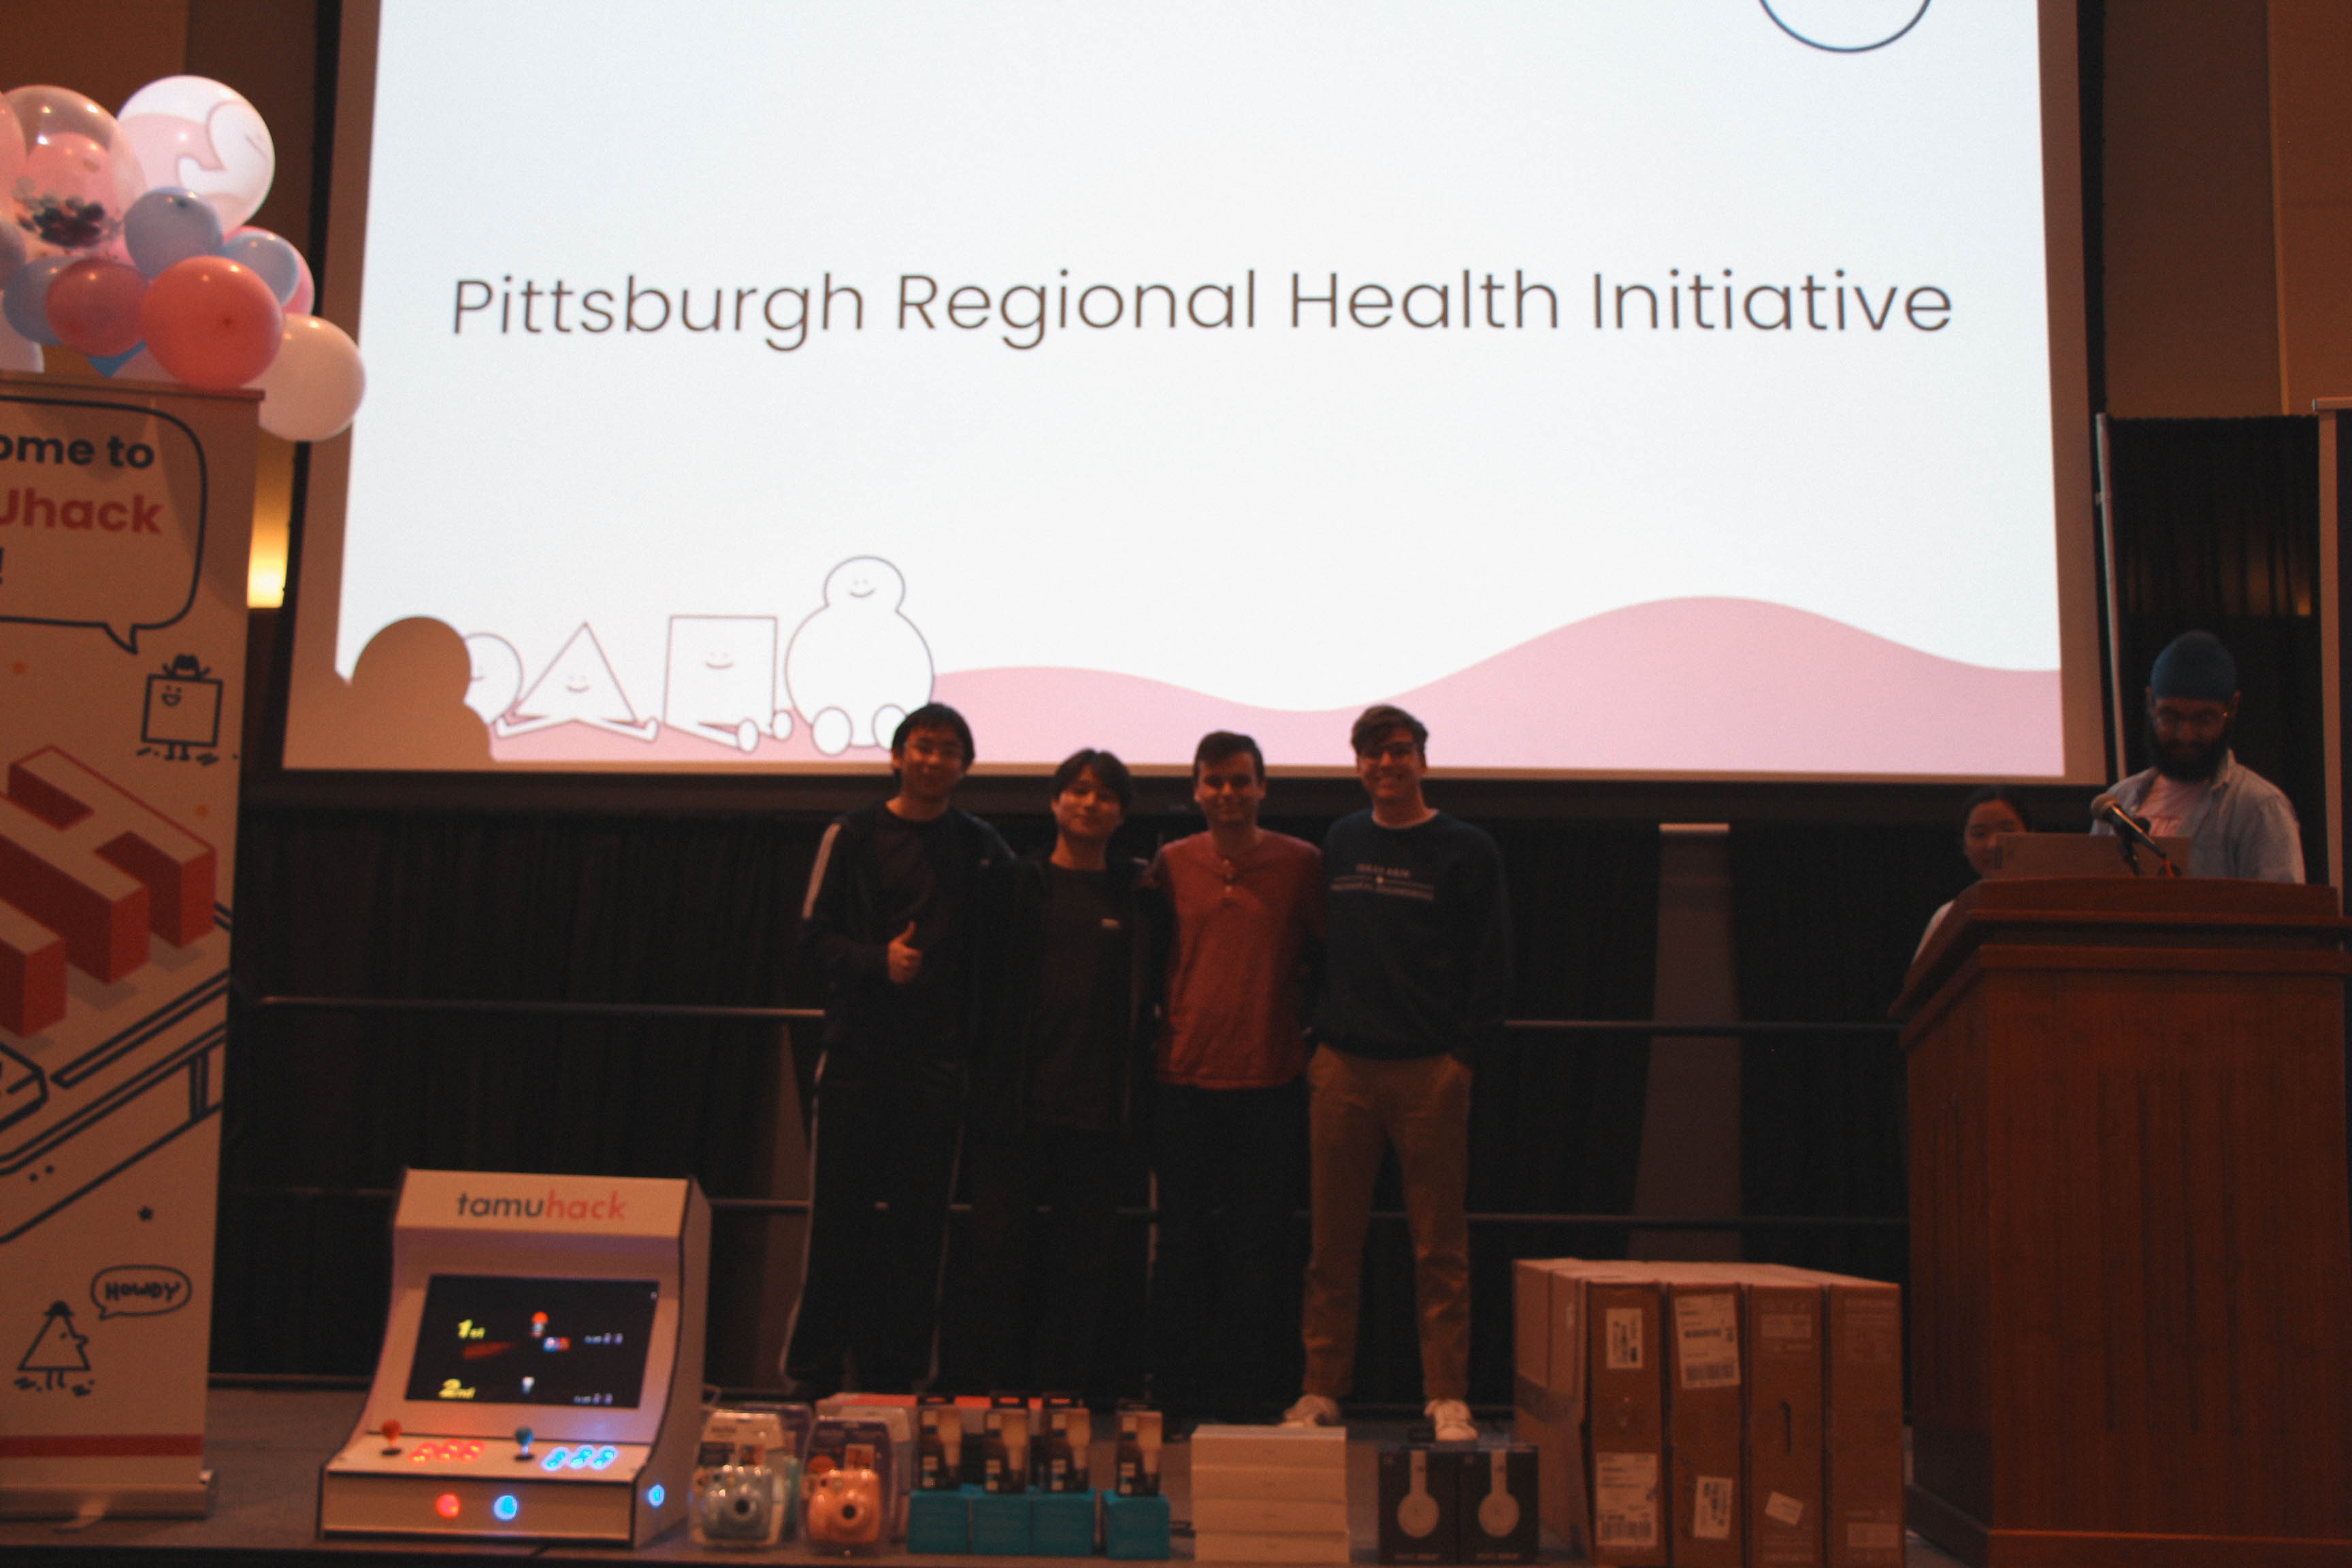 Pittsburgh Regional Health Initiative
ome to
Uhack
!
HOWDY
tamuhack
1st
2nd